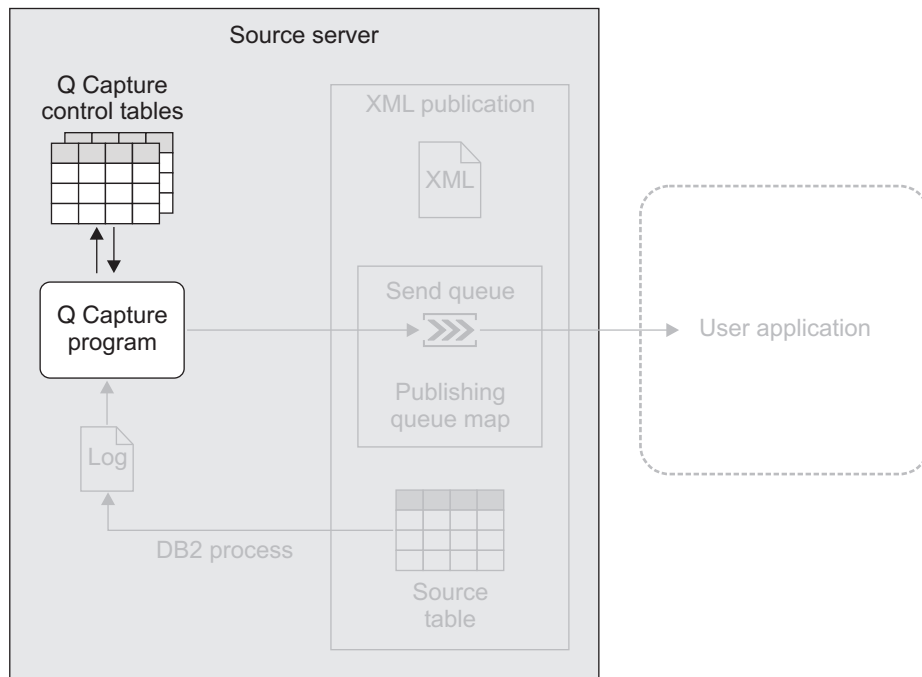 Source server
Q Capture
control tables
XML publication
XML
Q Capture
program
Send queue
Publishing
queue map
User application
Log
DB2 process
Source
table